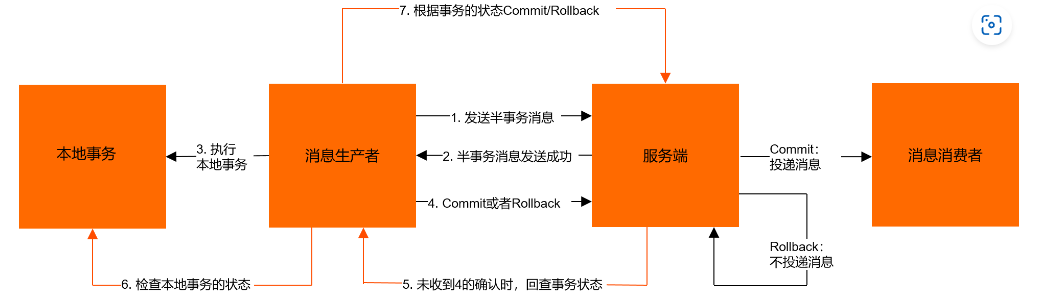 7. 根据事务的状态Commit/Rollback
本地事务
3. 执行
本地事务
消息生产者
1. 发送半事务消息
2. 半事务消息发送成功
4. Commit或者Rollback
服务端
Commit：
投递消息
消息消费者
Rollback：
不投递消息
6. 检查本地事务的状态
5. 未收到4的确认时，回查事务状态